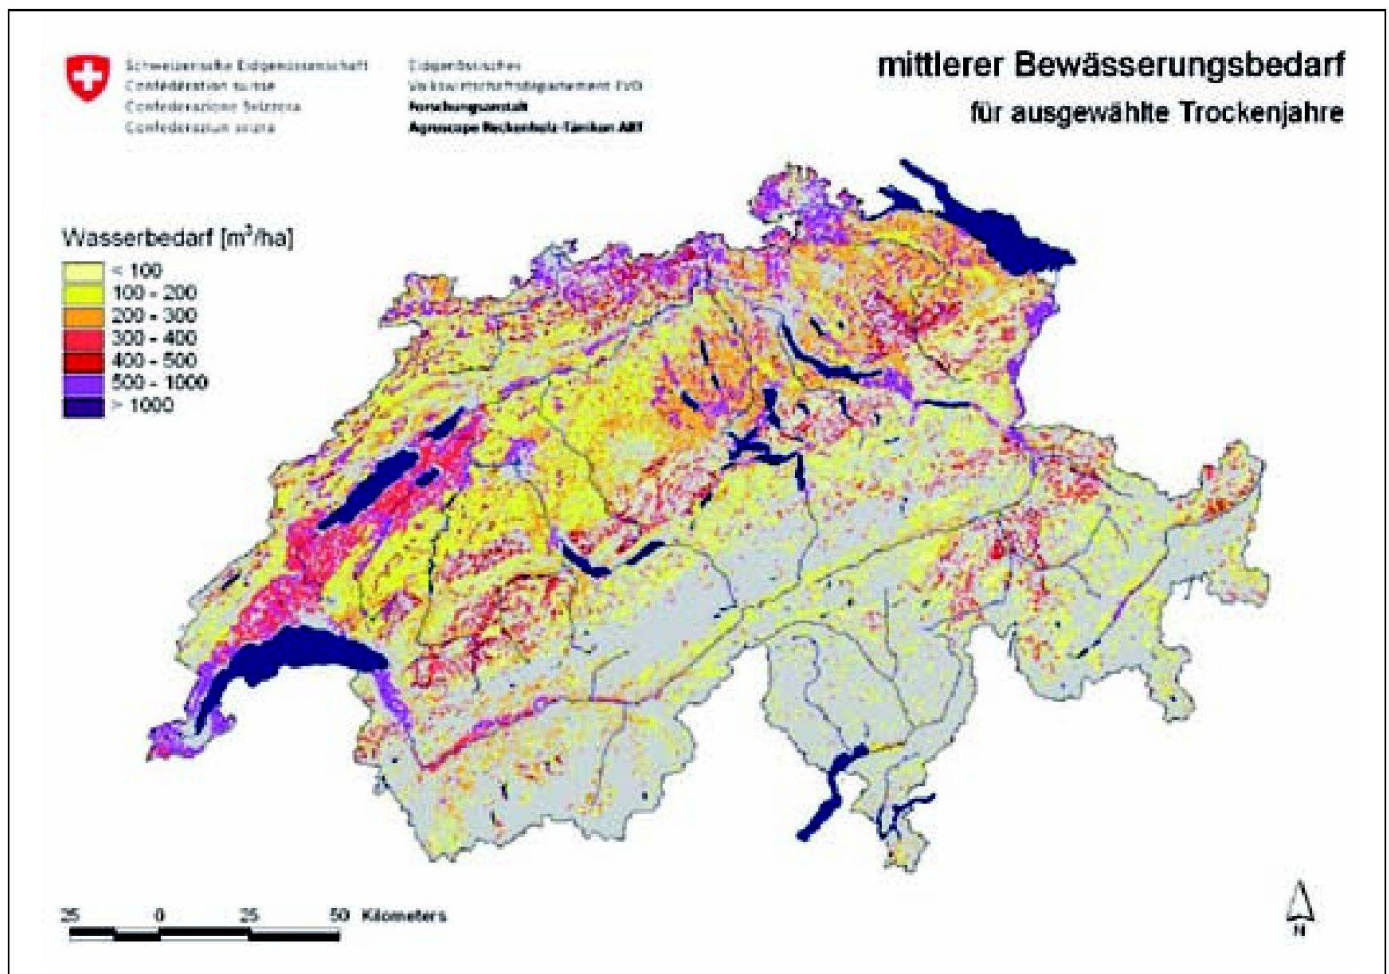 Schweizerische Eidgenossenschaft
Confédération suisse
Confederazione Svizzera
Confederaziun svizra
Eidgenössisches
Volkswirtschaftsdepartement EVD
Forschungsanstalt
Agroscope Reckenholz-Tänikon ART
mittlerer Bewässerungsbedarf
für ausgewählte Trockenjahre
Wasserbedarf [m³/ha]
< 100
100 - 200
200 - 300
300 - 400
400 - 500
500 - 1000
> 1000
25 0 25 50 Kilometers
N